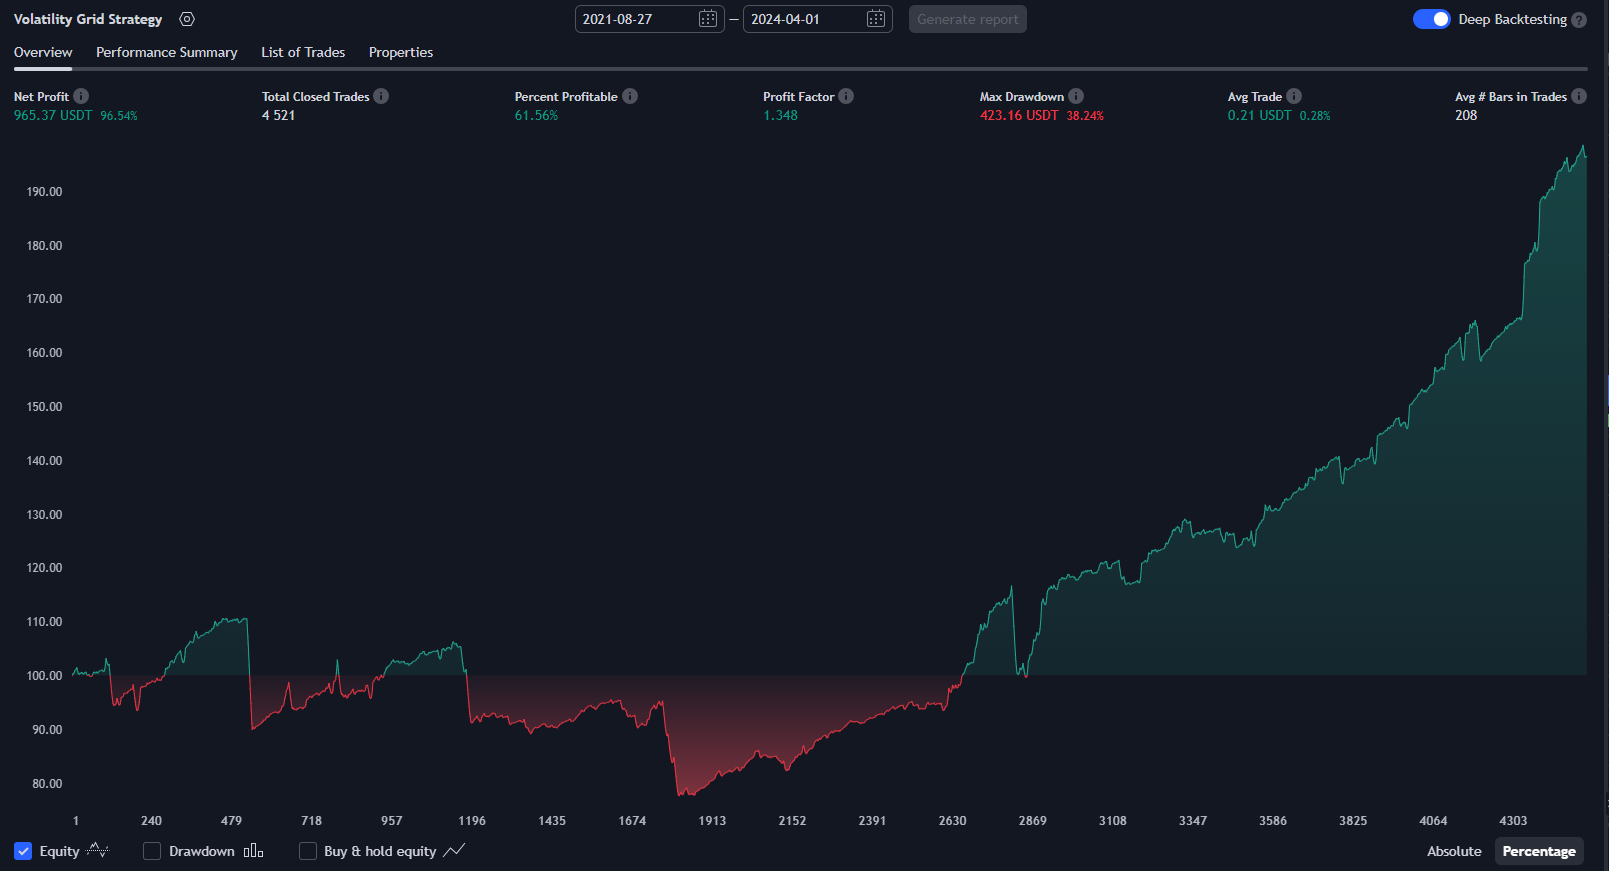 Volatility Grid Strategy 2021-08-27 — 2024-04-01 Generate report Deep Backtesting ?
Overview Performance Summary List of Trades Properties
Net Profit Total Closed Trades Percent Profitable Profit Factor Max Drawdown Avg Trade Avg # Bars in Trades
965.37 USDT 96.54% 4 521 61.56% 1.348 423.16 USDT 38.24% 0.21 USDT 0.28% 208
190.00
180.00
170.00
160.00
150.00
140.00
130.00
120.00
110.00
100.00
90.00
80.00
1 240 479 718 957 1196 1435 1674 1913 2152 2391 2630 2869 3108 3347 3586 3825 4064 4303
Equity Drawdown Buy & hold equity Absolute Percentage